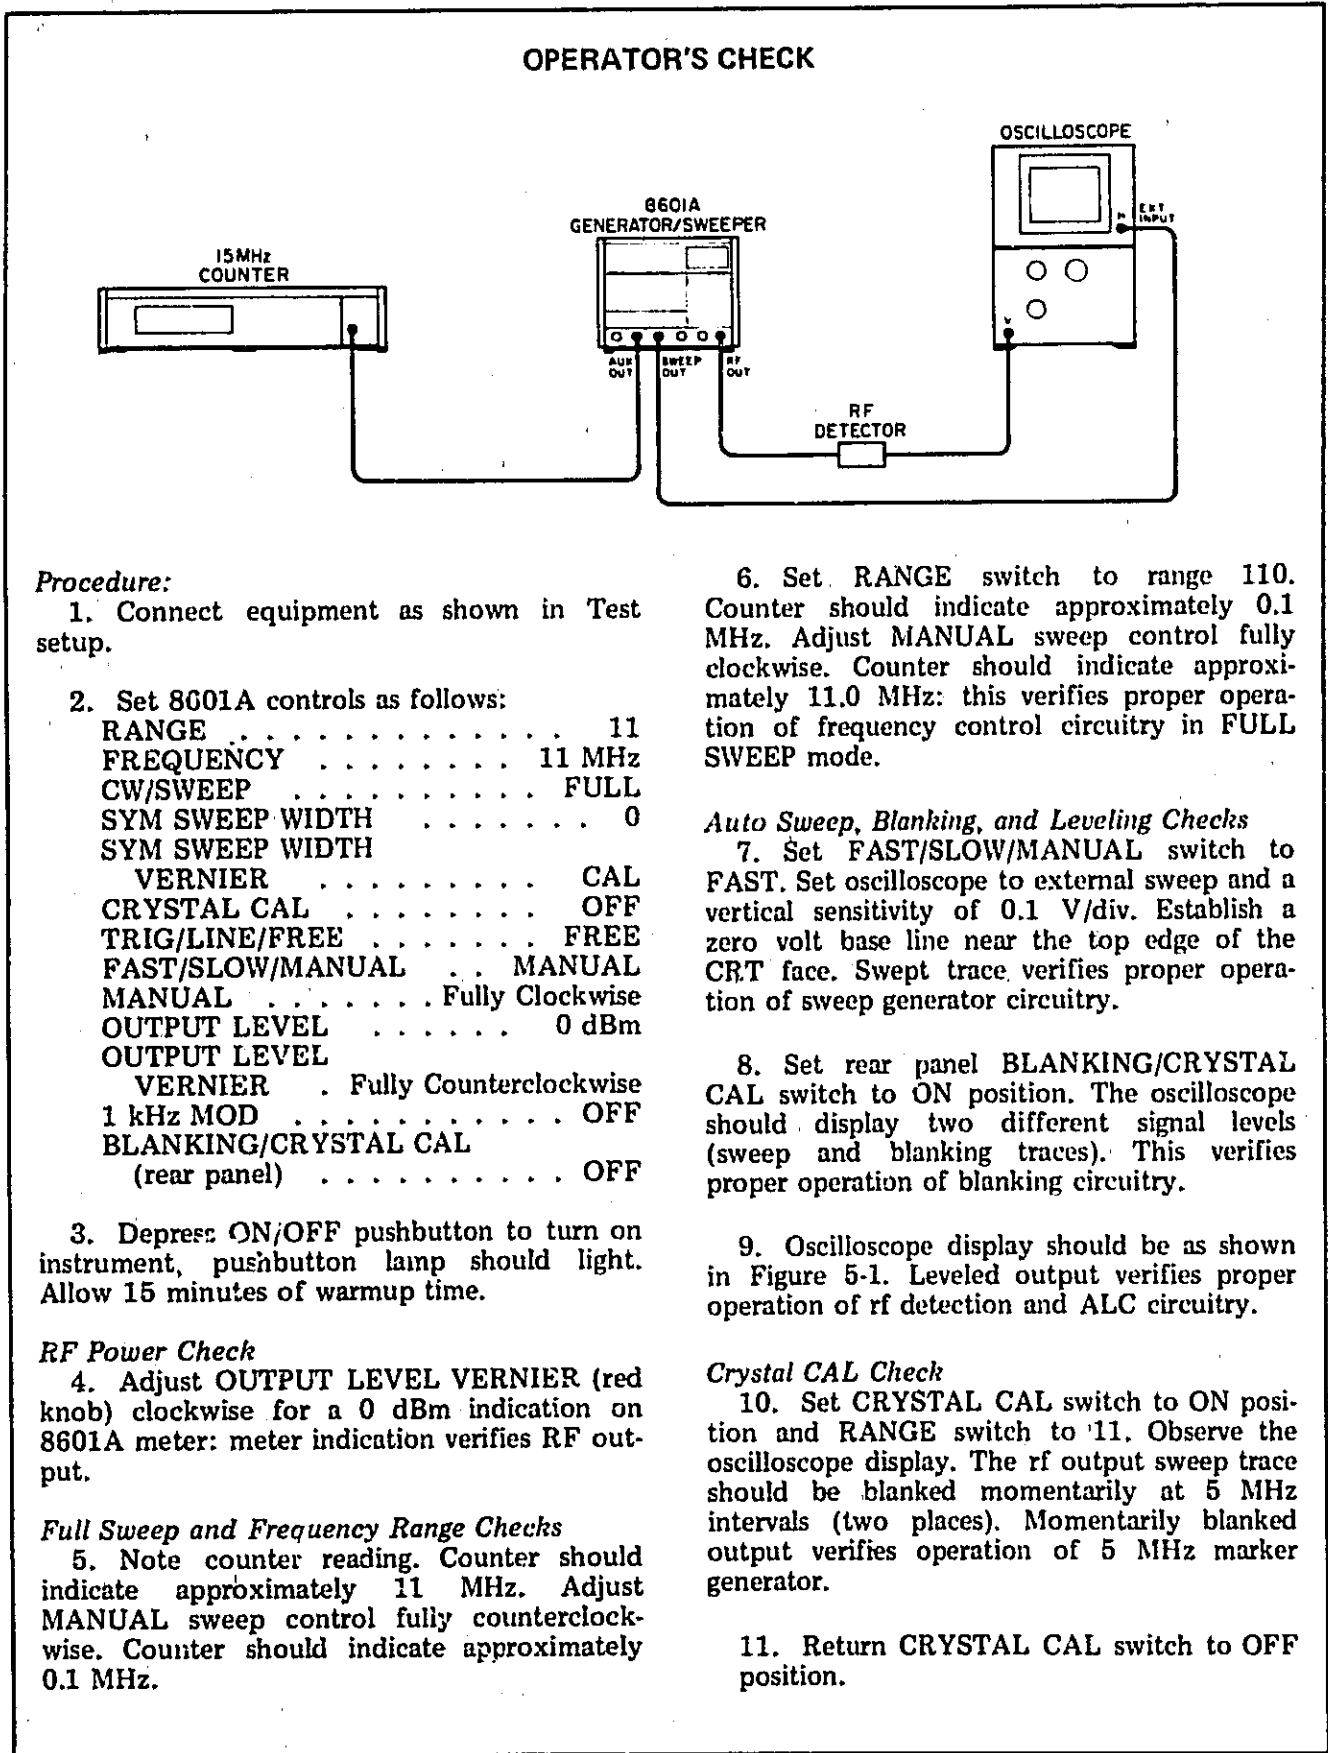 OPERATOR'S CHECK
OSCILLOSCOPE
EXT
INPUT
H
8601A
GENERATOR/SWEEPER
15MHz
COUNTER
AUX
OUT
SWEEP
OUT
RF
OUT
V
RF
DETECTOR
Procedure:
1. Connect equipment as shown in Test
setup.
2. Set 8601A controls as follows:
RANGE . . . . . . . . . . . . . . 11
FREQUENCY . . . . . . . . 11 MHz
CW/SWEEP . . . . . . . . . . FULL
SYM SWEEP WIDTH . . . . . . . 0
SYM SWEEP WIDTH
VERNIER . . . . . . . . . CAL
CRYSTAL CAL . . . . . . . . OFF
TRIG/LINE/FREE . . . . . . . FREE
FAST/SLOW/MANUAL . . MANUAL
MANUAL . . . . . . . Fully Clockwise
OUTPUT LEVEL . . . . . . 0 dBm
OUTPUT LEVEL
VERNIER . Fully Counterclockwise
1 kHz MOD . . . . . . . . . . . OFF
BLANKING/CRYSTAL CAL
(rear panel) . . . . . . . . . . OFF
3. Depress ON/OFF pushbutton to turn on
instrument, pushbutton lamp should light.
Allow 15 minutes of warmup time.
RF Power Check
4. Adjust OUTPUT LEVEL VERNIER (red
knob) clockwise for a 0 dBm indication on
8601A meter: meter indication verifies RF out-
put.
Full Sweep and Frequency Range Checks
5. Note counter reading. Counter should
indicate approximately 11 MHz. Adjust
MANUAL sweep control fully counterclock-
wise. Counter should indicate approximately
0.1 MHz.
6. Set RANGE switch to range 110.
Counter should indicate approximately 0.1
MHz. Adjust MANUAL sweep control fully
clockwise. Counter should indicate approxi-
mately 11.0 MHz: this verifies proper opera-
tion of frequency control circuitry in FULL
SWEEP mode.
Auto Sweep, Blanking, and Leveling Checks
7. Set FAST/SLOW/MANUAL switch to
FAST. Set oscilloscope to external sweep and a
vertical sensitivity of 0.1 V/div. Establish a
zero volt base line near the top edge of the
CRT face. Swept trace verifies proper opera-
tion of sweep generator circuitry.
8. Set rear panel BLANKING/CRYSTAL
CAL switch to ON position. The oscilloscope
should display two different signal levels
(sweep and blanking traces). This verifies
proper operation of blanking circuitry.
9. Oscilloscope display should be as shown
in Figure 5-1. Leveled output verifies proper
operation of rf detection and ALC circuitry.
Crystal CAL Check
10. Set CRYSTAL CAL switch to ON posi-
tion and RANGE switch to 11. Observe the
oscilloscope display. The rf output sweep trace
should be blanked momentarily at 5 MHz
intervals (two places). Momentarily blanked
output verifies operation of 5 MHz marker
generator.
11. Return CRYSTAL CAL switch to OFF
position.